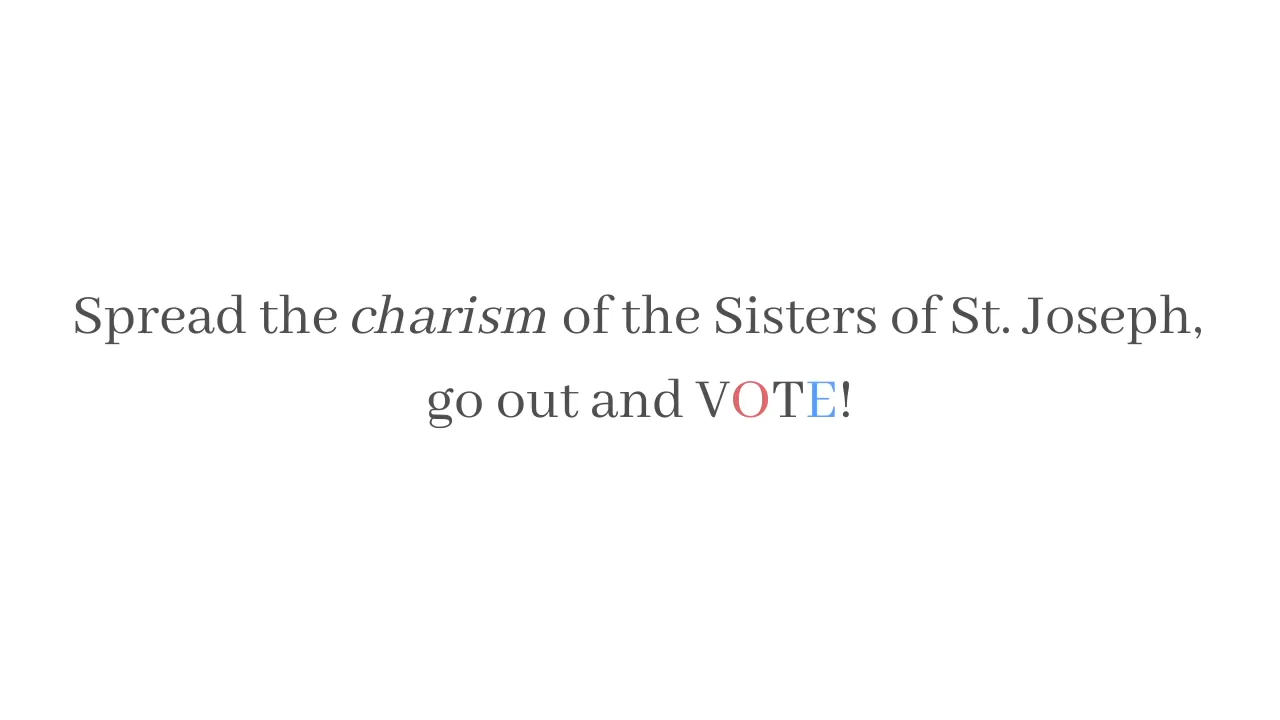 Spread the charism of the Sisters of St. Joseph,
go out and VOTE!